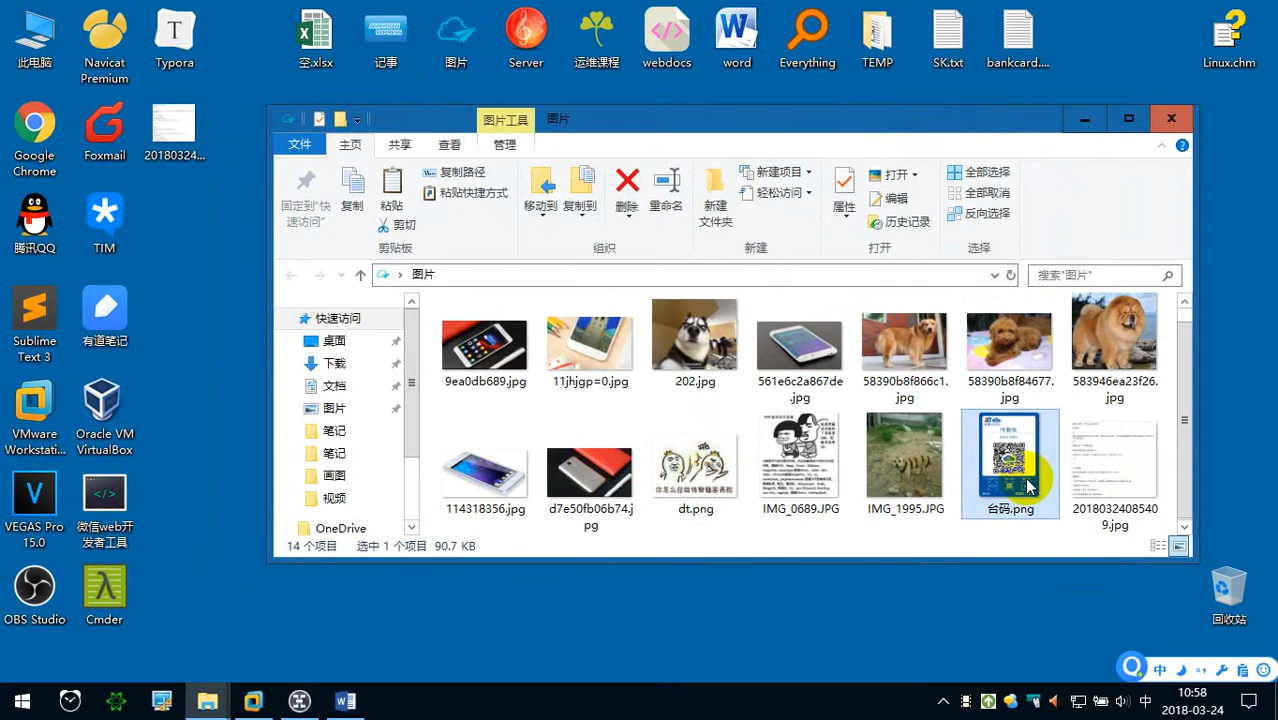 此电脑
Navicat
Premium
Typora
空.xlsx
记事
图片
Server
运维课程
webdocs
word
Everything
TEMP
SK.txt
bankcard....
Linux.chm
Google
Chrome
Foxmail
20180324...
腾讯QQ
TIM
Sublime
Text 3
有道笔记
VMware
Workstati...
Oracle VM
VirtualBox
VEGAS Pro
15.0
微信web开
发者工具
OBS Studio
Cmder
回收站
图片工具
图片
文件
主页
共享
查看
管理
固定到"快
速访问"
复制
粘贴
复制路径
粘贴快捷方式
剪切
剪贴板
移动到
复制到
删除
重命名
组织
新建
文件夹
新建项目
轻松访问
新建
属性
打开
编辑
历史记录
打开
全部选择
全部取消
反向选择
选择
图片
搜索"图片"
快速访问
桌面
下载
文档
图片
笔记
笔记
画图
视频
OneDrive
9ea0db689.jpg
11jhjgp=0.jpg
202.jpg
561e6c2a867de
.jpg
58390b8f866c1.
jpg
58390b8f84677.
jpg
583946ea23f26.
jpg
114318356.jpg
d7e50fb06b74.j
pg
dt.png
IMG_0689.JPG
IMG_1995.JPG
台码.png
2018032408540
9.jpg
14 个项目
选中 1 个项目
90.7 KB
中
中
10:58
2018-03-24